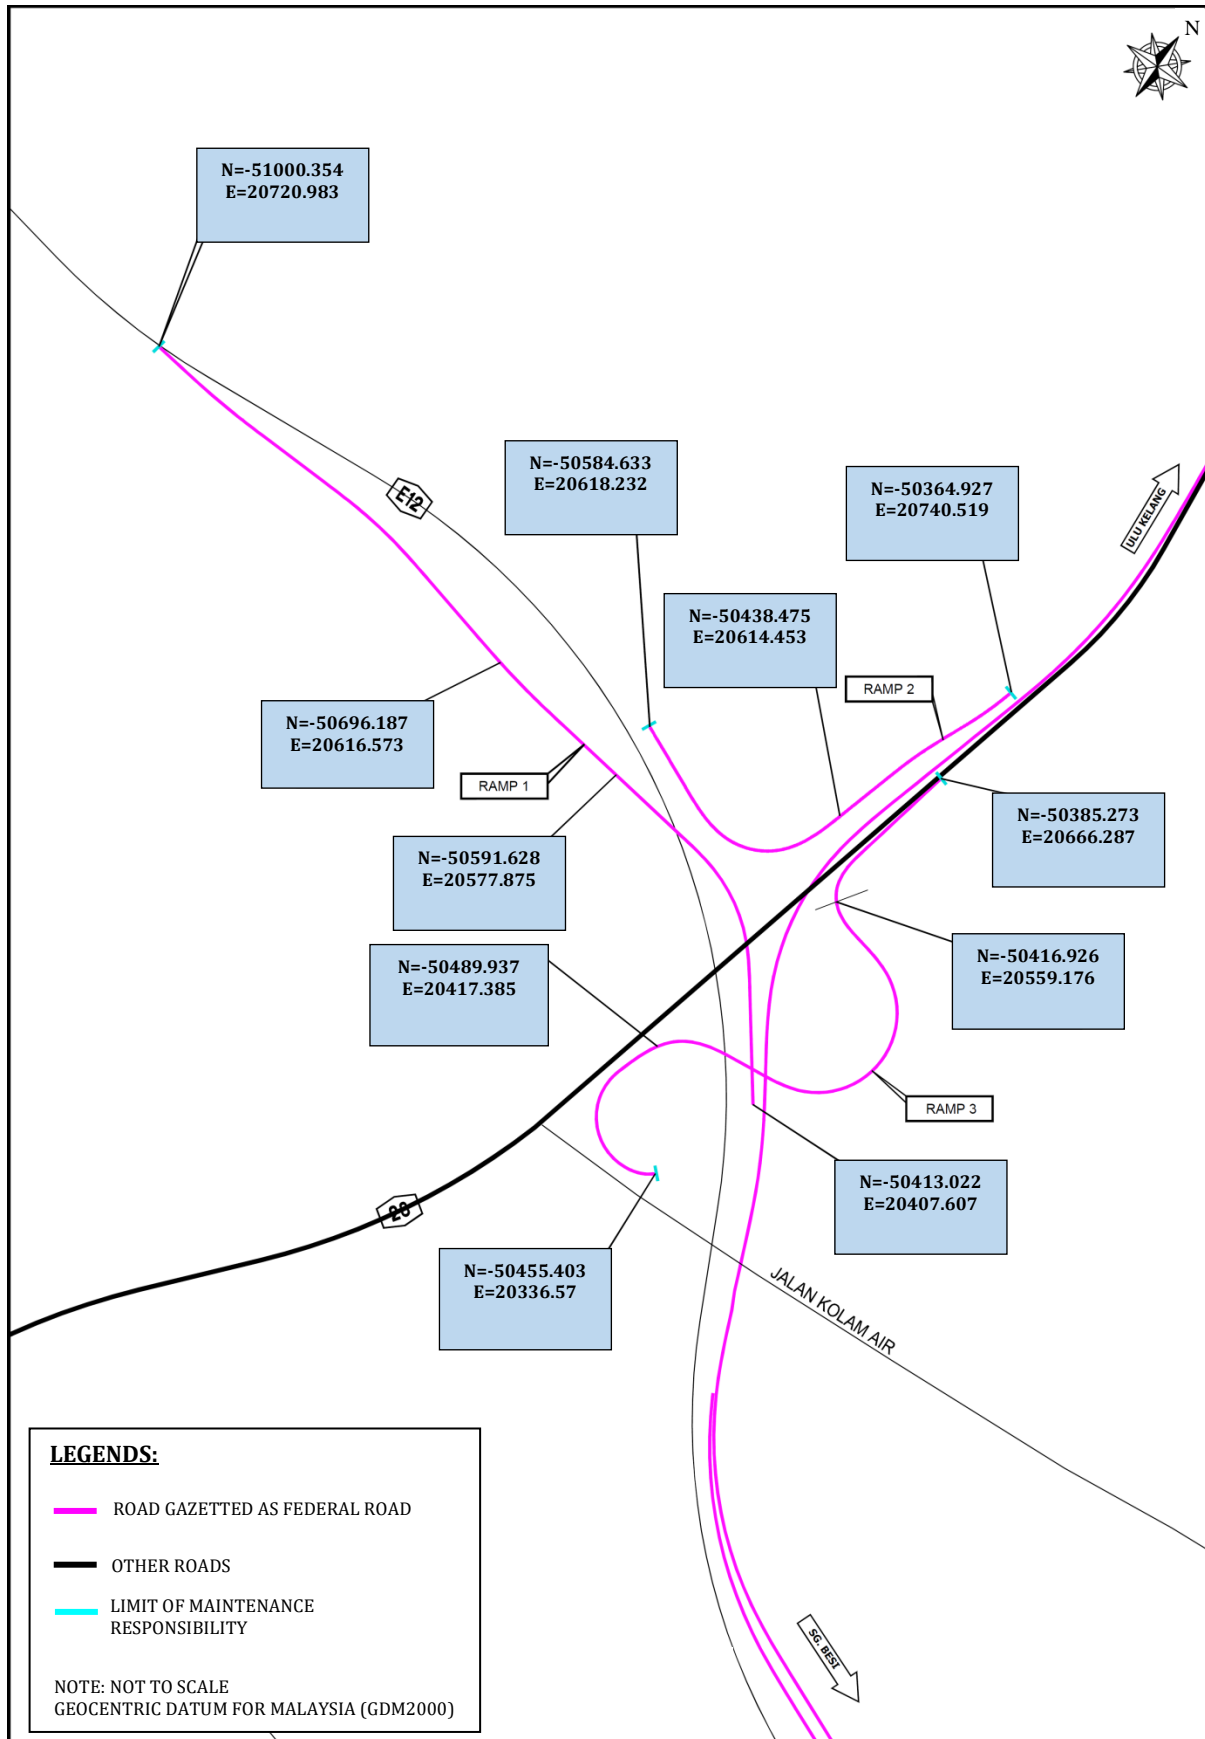 N
N=-51000.354
E=20720.983
N=-50584.633
E=20618.232
E12
N=-50364.927
E=20740.519
ULU KELANG
N=-50438.475
E=20614.453
RAMP 2
N=-50696.187
E=20616.573
RAMP 1
N=-50385.273
E=20666.287
N=-50591.628
E=20577.875
N=-50489.937
E=20417.385
N=-50416.926
E=20559.176
RAMP 3
N=-50413.022
E=20407.607
28
N=-50455.403
E=20336.57
JALAN KOLAM AIR
LEGENDS:
ROAD GAZETTED AS FEDERAL ROAD
OTHER ROADS
LIMIT OF MAINTENANCE
RESPONSIBILITY
NOTE: NOT TO SCALE
GEOCENTRIC DATUM FOR MALAYSIA (GDM2000)
SG. BESI